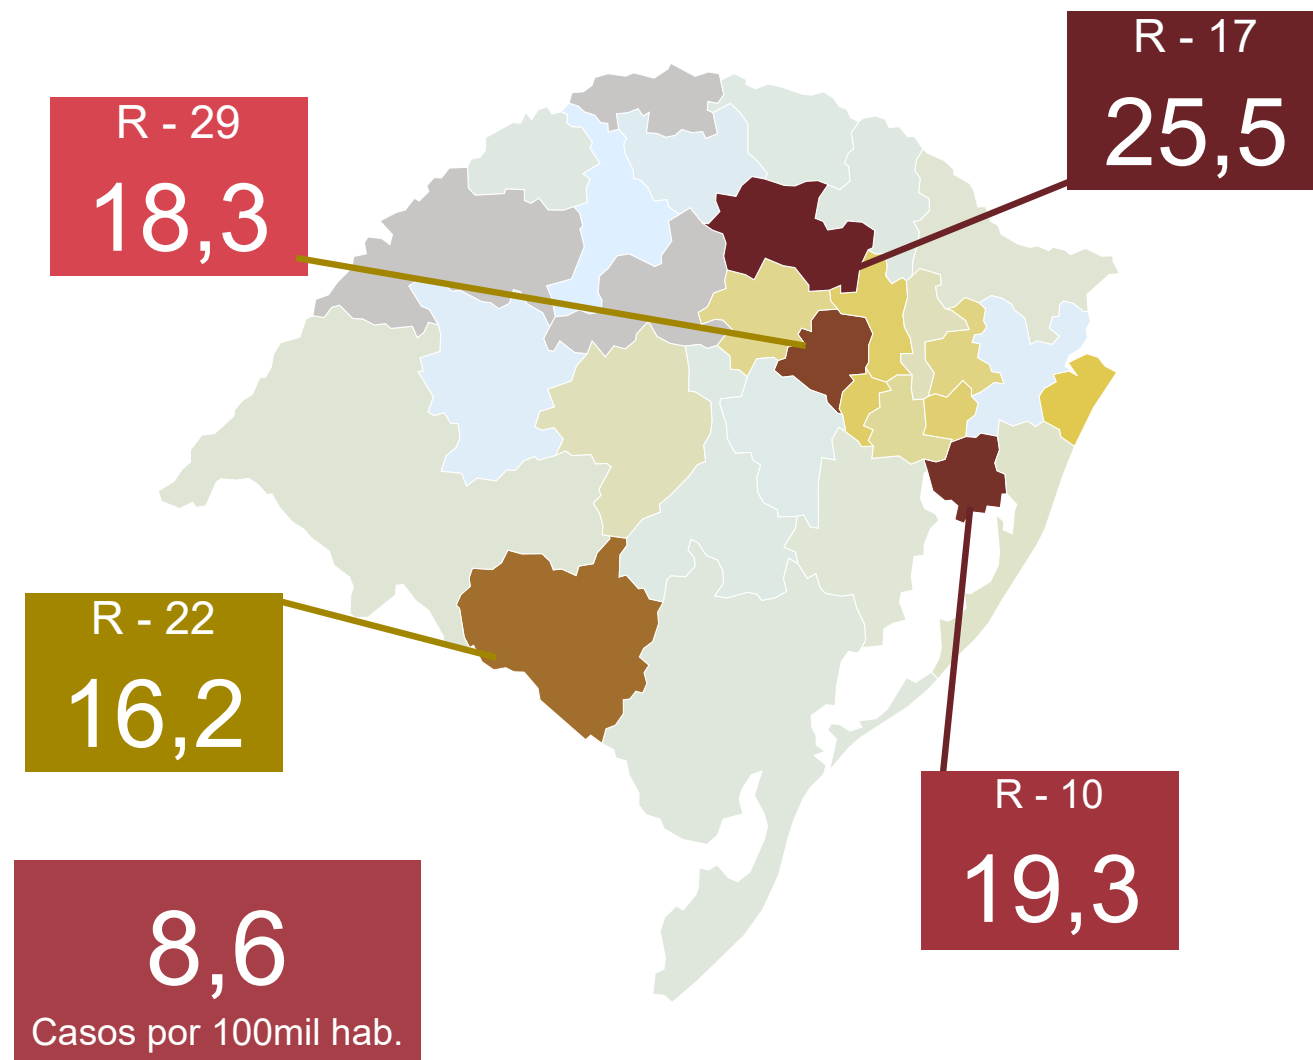 R - 17
25,5
R - 29
18,3
R - 22
16,2
R - 10
19,3
8,6
Casos por 100mil hab.